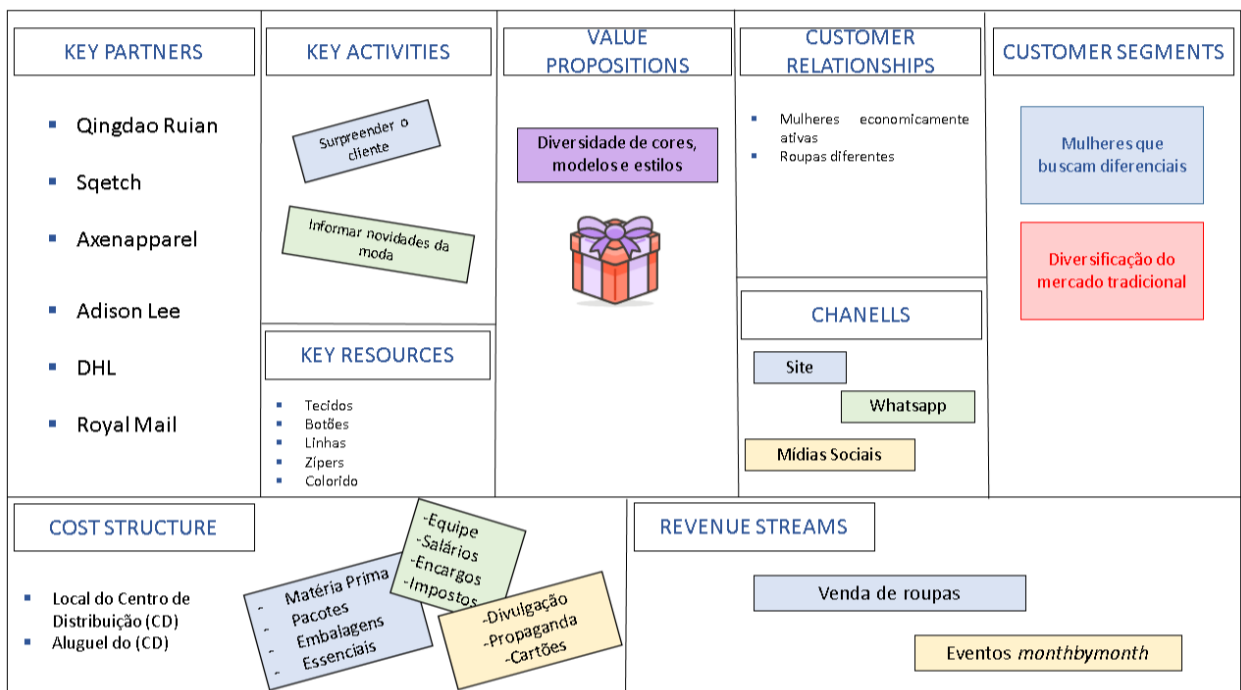 KEY PARTNERS
Qingdao Ruian
Sqetch
Axenapparel
Adison Lee
DHL
Royal Mail
KEY ACTIVITIES
Surpreender o
cliente
Informar novidades da
moda
KEY RESOURCES
Tecidos
Botões
Linhas
Zípers
Colorido
VALUE
PROPOSITIONS
Diversidade de cores,
modelos e estilos
CUSTOMER
RELATIONSHIPS
Mulheres economicamente
ativas
Roupas diferentes
CHANELLS
Site
Whatsapp
Mídias Sociais
CUSTOMER SEGMENTS
Mulheres que
buscam diferenciais
Diversificação do
mercado tradicional
COST STRUCTURE
Local do Centro de
Distribuição (CD)
Aluguel do (CD)
- Matéria Prima
- Pacotes
- Embalagens
- Essenciais
-Equipe
-Salários
-Encargos
-Impostos
-Divulgação
-Propaganda
-Cartões
REVENUE STREAMS
Venda de roupas
Eventos monthbymonth